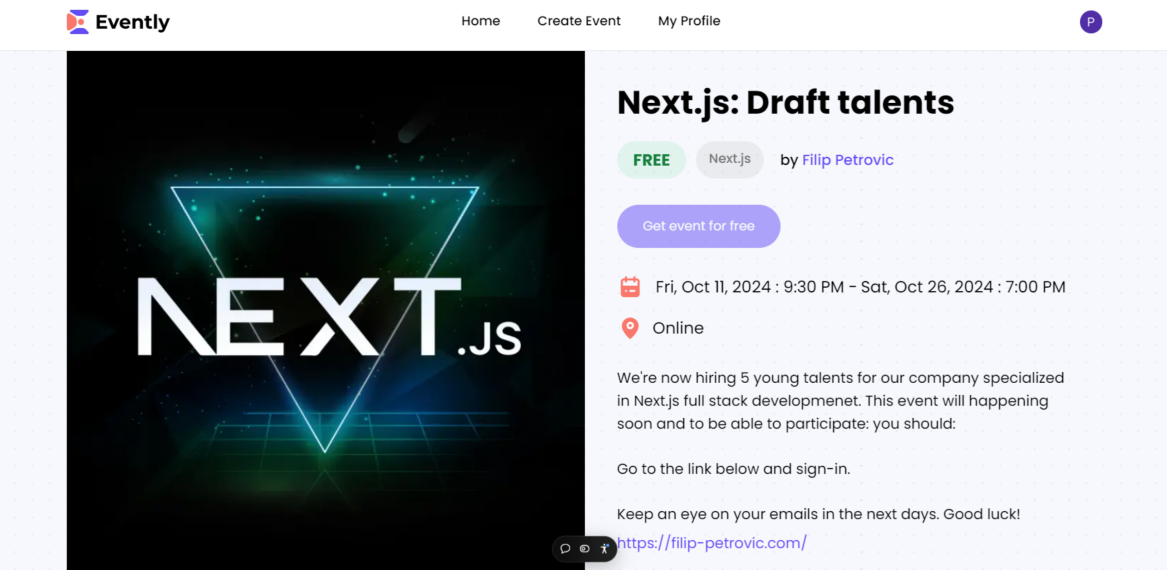 Evently
Home
Create Event
My Profile
P
NEXT.JS
Next.js: Draft talents
FREE
Next.js
by Filip Petrovic
Get event for free
Fri, Oct 11, 2024 : 9:30 PM - Sat, Oct 26, 2024 : 7:00 PM
Online
We're now hiring 5 young talents for our company specialized
in Next.js full stack developmenet. This event will happening
soon and to be able to participate: you should:
Go to the link below and sign-in.
Keep an eye on your emails in the next days. Good luck!
https://filip-petrovic.com/